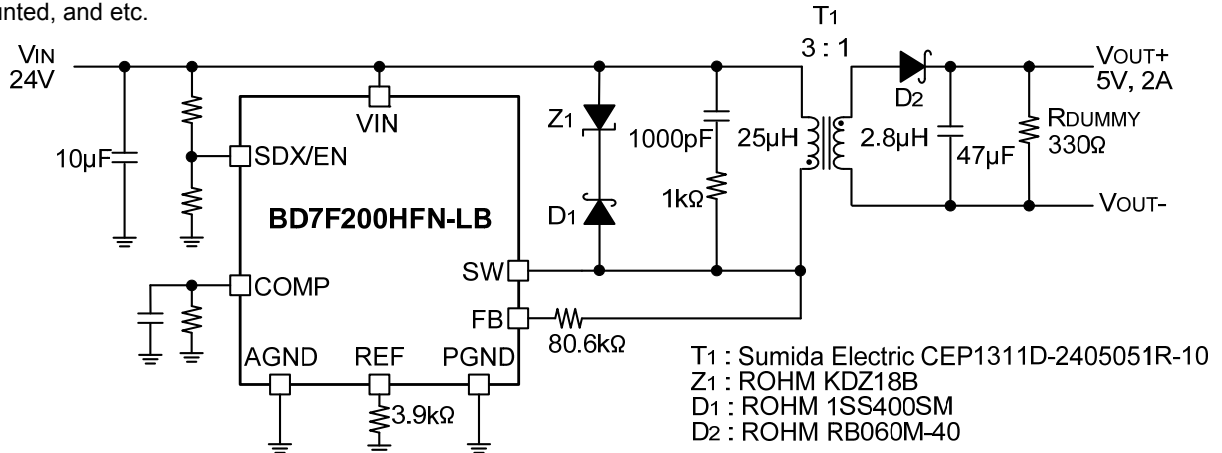 unted, and etc.
T1
3 : 1
VIN
24V
VOUT+
5V, 2A
D2
VIN
Z1
1000pF
25µH
2.8µH
47µF
RDUMMY
330Ω
10µF
SDX/EN
1kΩ
D1
BD7F200HFN-LB
VOUT-
SW
COMP
FB
80.6kΩ
AGND
REF
PGND
3.9kΩ
T1 : Sumida Electric CEP1311D-2405051R-10
Z1 : ROHM KDZ18B
D1 : ROHM 1SS400SM
D2 : ROHM RB060M-40